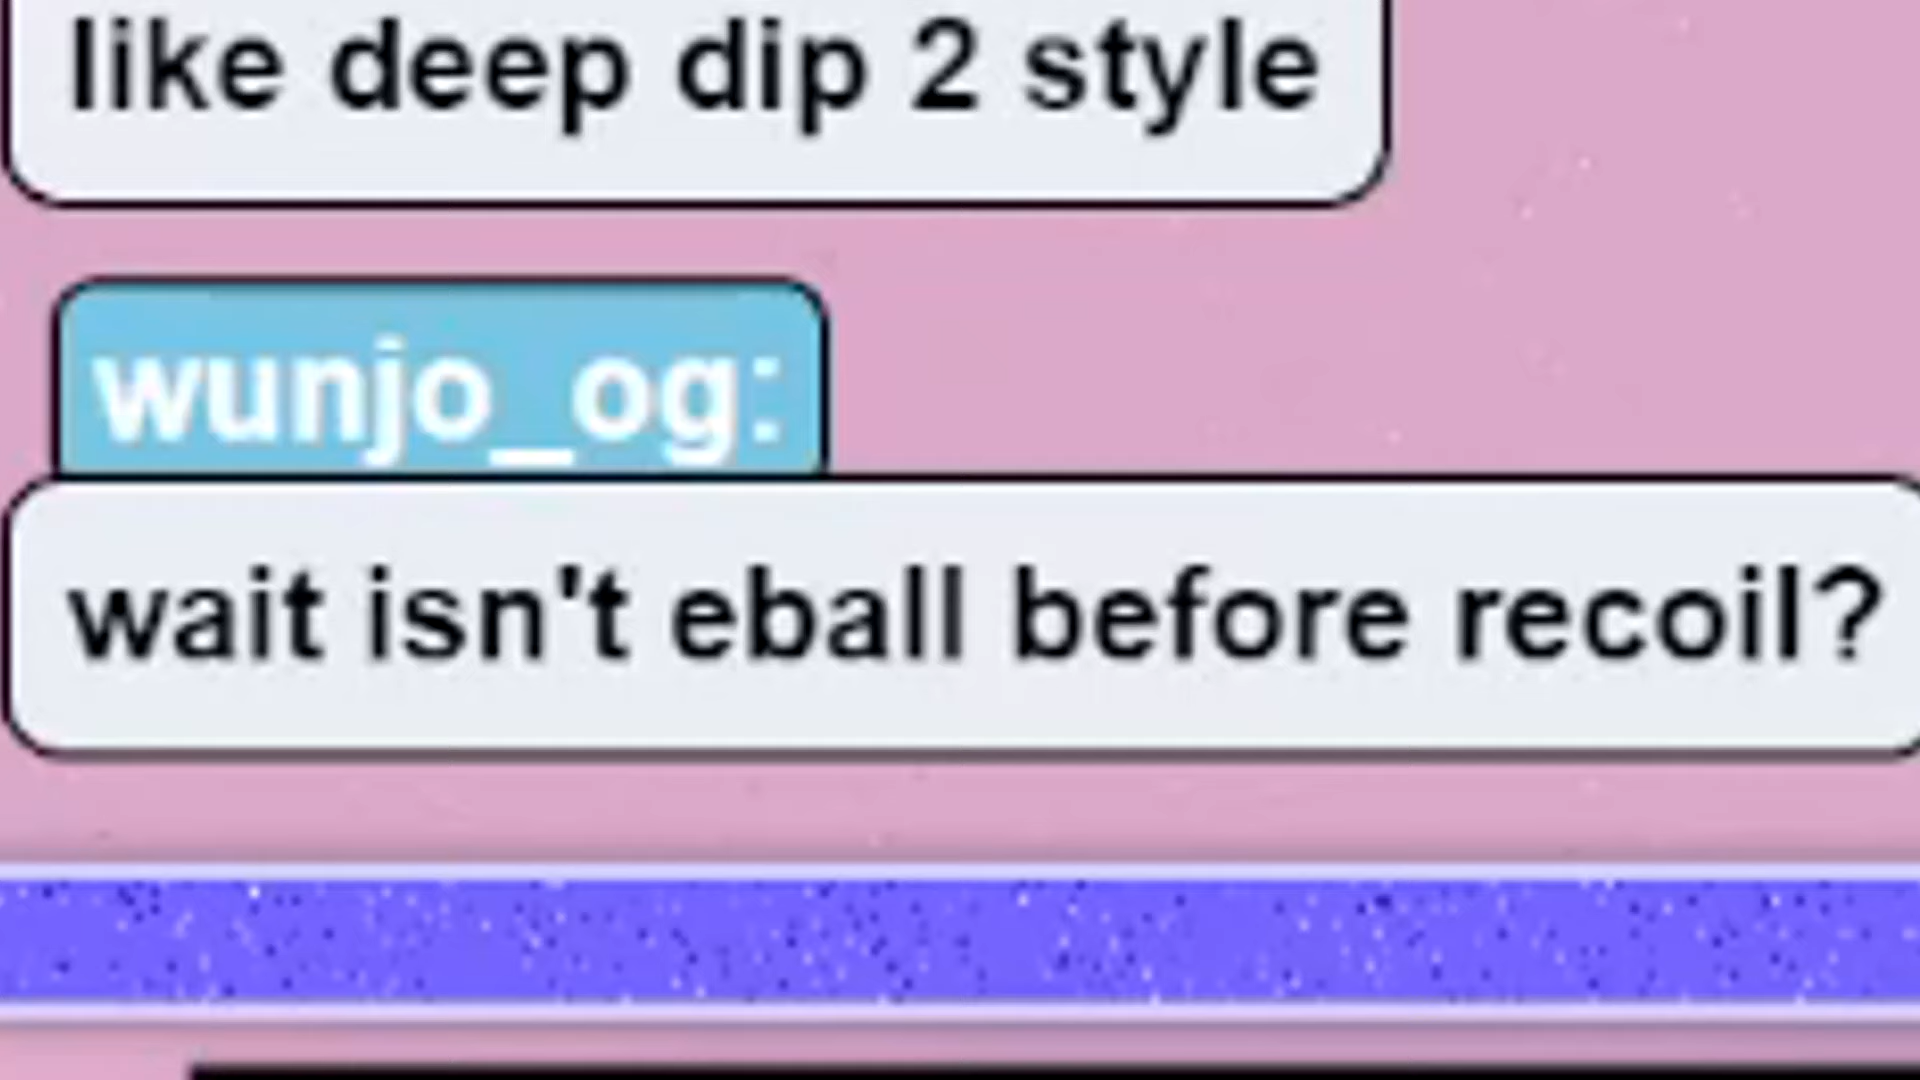 like deep dip 2 style
wunjo_og:
wait isn't eball before recoil?